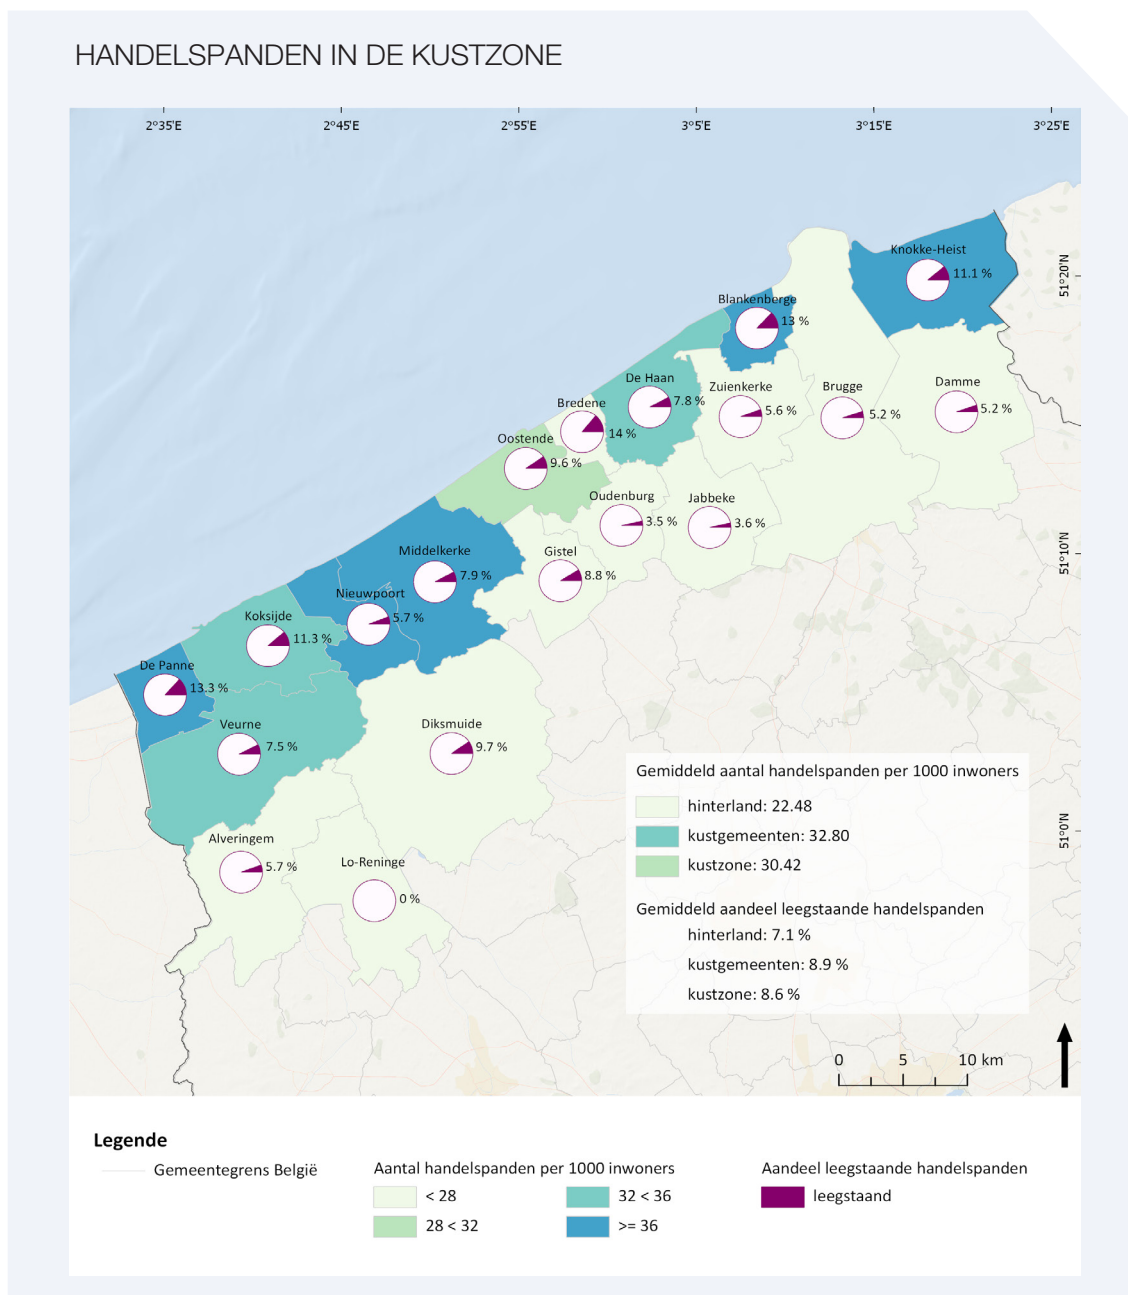 HANDELSPANDEN IN DE KUSTZONE
2°35'E
2°45'E
2°55'E
3°5'E
3°15'E
3°25'E
51°20'N
51°10'N
51°0'N
Knokke-Heist
11.1 %
Blankenberge
13 %
De Haan
7.8 %
Zuienkerke
5.6 %
Brugge
5.2 %
Damme
5.2 %
Bredene
14 %
Oostende
9.6 %
Oudenburg
3.5 %
Jabbeke
3.6 %
Middelkerke
7.9 %
Gistel
8.8 %
Nieuwpoort
5.7 %
Koksijde
11.3 %
De Panne
13.3 %
Veurne
7.5 %
Diksmuide
9.7 %
Alveringem
5.7 %
Lo-Reninge
0 %
Gemiddeld aantal handelspanden per 1000 inwoners
hinterland: 22.48
kustgemeenten: 32.80
kustzone: 30.42
Gemiddeld aandeel leegstaande handelspanden
hinterland: 7.1 %
kustgemeenten: 8.9 %
kustzone: 8.6 %
0 5 10 km
Legende
Gemeentegrens België
Aantal handelspanden per 1000 inwoners
< 28
28 < 32
32 < 36
>= 36
Aandeel leegstaande handelspanden
leegstaand